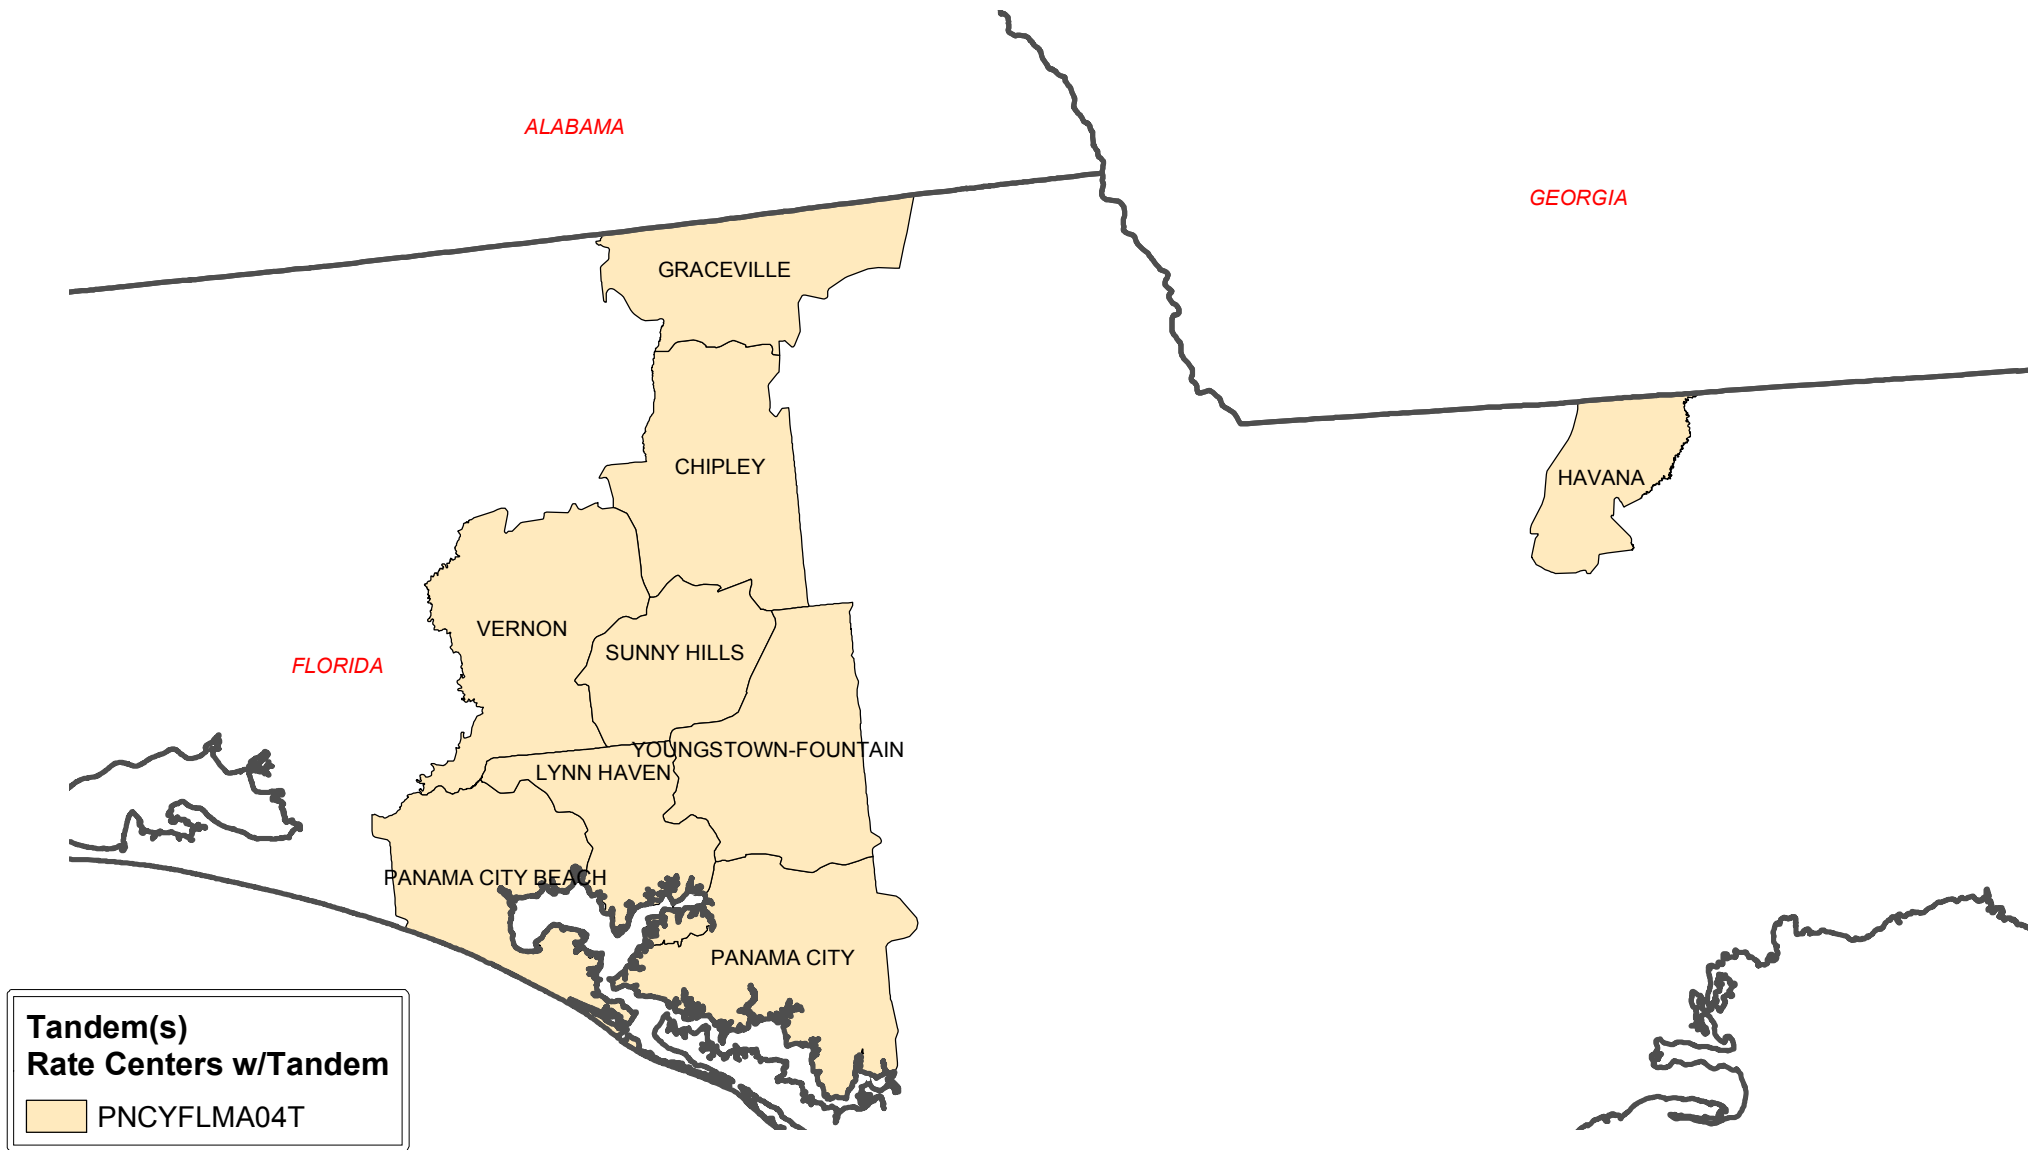 ALABAMA
GEORGIA
GRACEVILLE
CHIPLEY
HAVANA
VERNON
SUNNY HILLS
FLORIDA
YOUNGSTOWN-FOUNTAIN
LYNN HAVEN
PANAMA CITY BEACH
PANAMA CITY
Tandem(s)
Rate Centers w/Tandem
PNCYFLMA04T